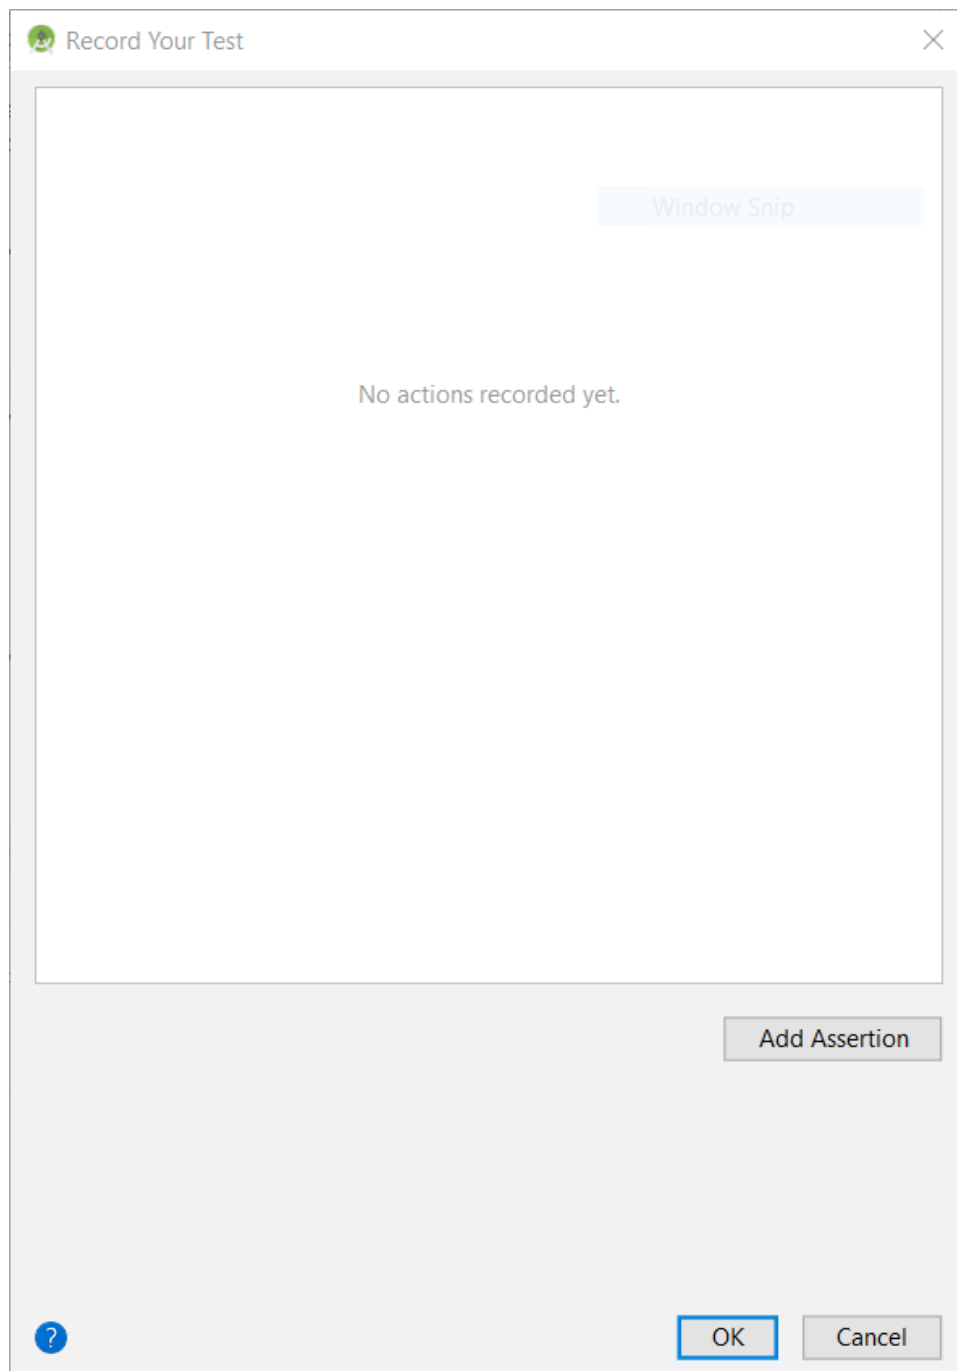 Record Your Test
Window Snip
No actions recorded yet.
Add Assertion
?
OK
Cancel